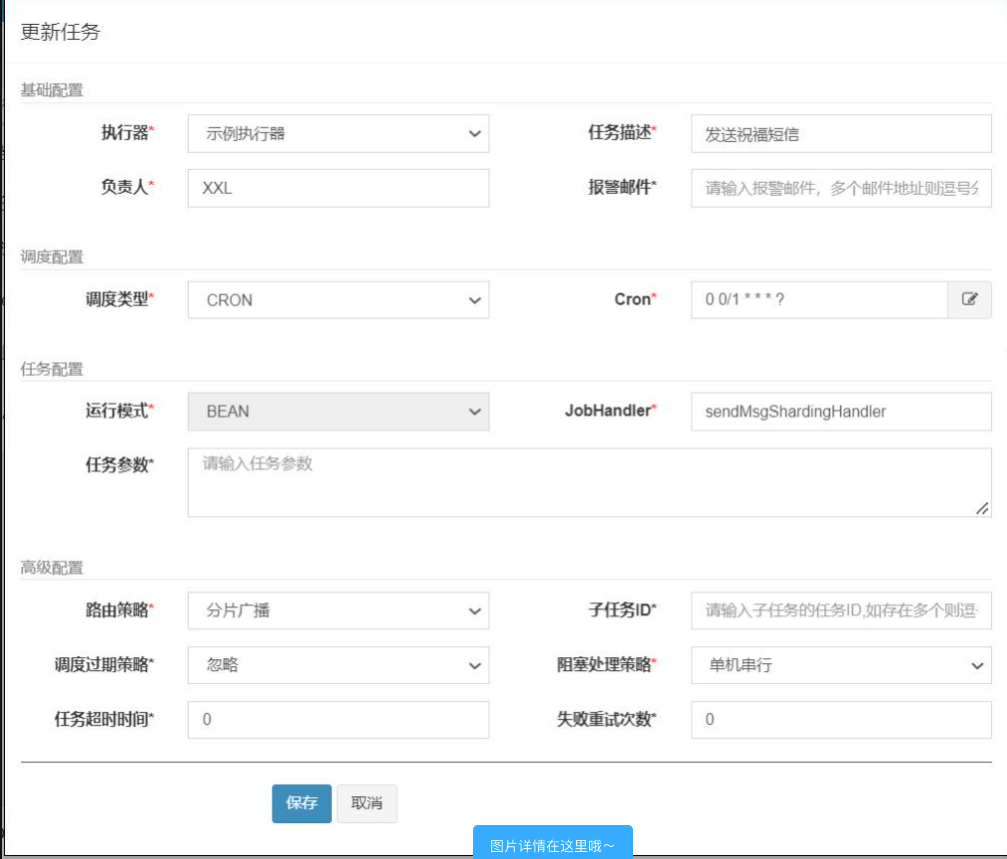 更新任务
基础配置
执行器* 示例执行器 任务描述* 发送祝福短信
负责人* XXL 报警邮件* 请输入报警邮件，多个邮件地址则逗号分
调度配置
调度类型* CRON Cron* 0 0/1 * * * ?
任务配置
运行模式* BEAN JobHandler* sendMsgShardingHandler
任务参数* 请输入任务参数
高级配置
路由策略* 分片广播 子任务ID* 请输入子任务的任务ID,如存在多个则逗
调度过期策略* 忽略 阻塞处理策略* 单机串行
任务超时时间* 0 失败重试次数* 0
保存 取消
图片详情在这里哦～